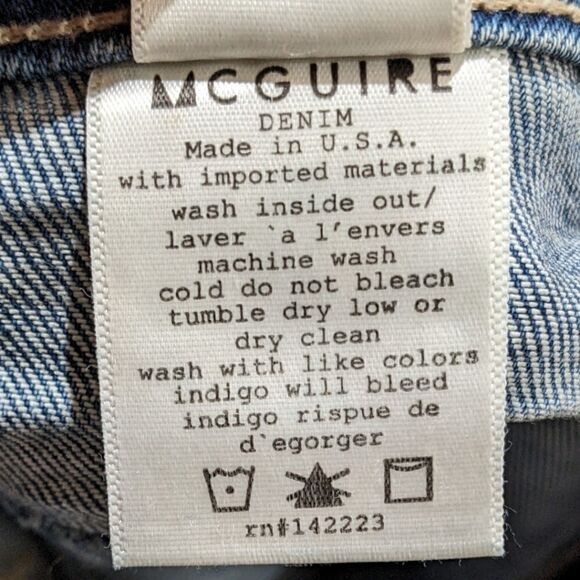 MCGUIRE
DENIM
Made in U.S.A.
with imported materials
wash inside out/
laver `a l'envers
machine wash
cold do not bleach
tumble dry low or
dry clean
wash with like colors
indigo will bleed
indigo rispue de
d`egorger
rn#142223